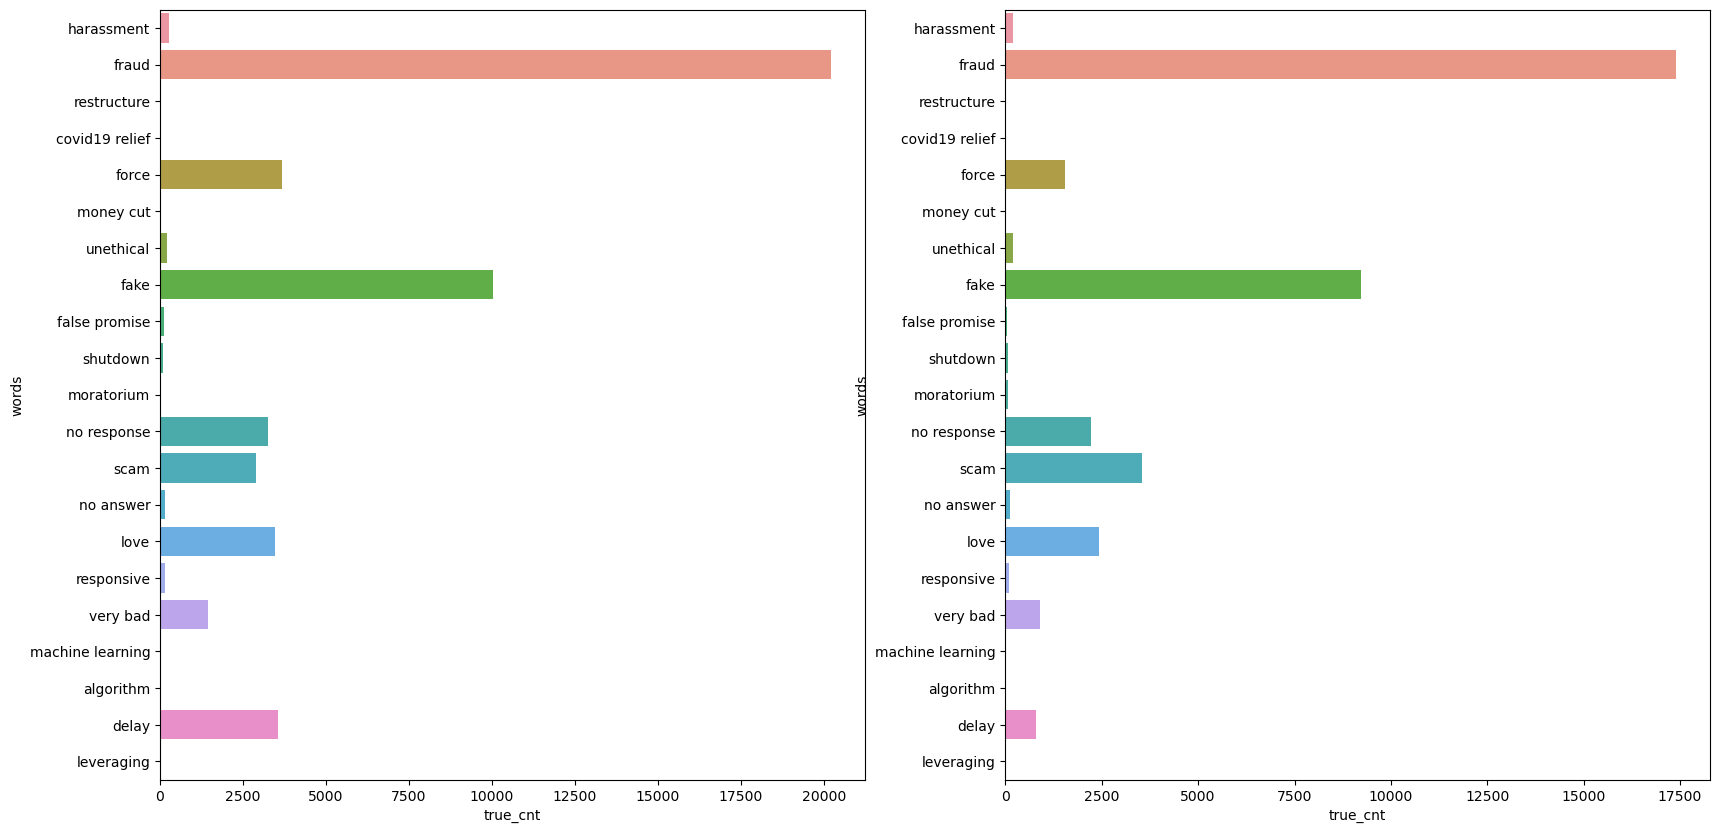 harassment
fraud
restructure
covid19 relief
force
money cut
unethical
fake
false promise
shutdown
moratorium
no response
scam
no answer
love
responsive
very bad
machine learning
algorithm
delay
leveraging
words
0 2500 5000 7500 10000 12500 15000 17500 20000
true_cnt
harassment
fraud
restructure
covid19 relief
force
money cut
unethical
fake
false promise
shutdown
moratorium
no response
scam
no answer
love
responsive
very bad
machine learning
algorithm
delay
leveraging
words
0 2500 5000 7500 10000 12500 15000 17500
true_cnt